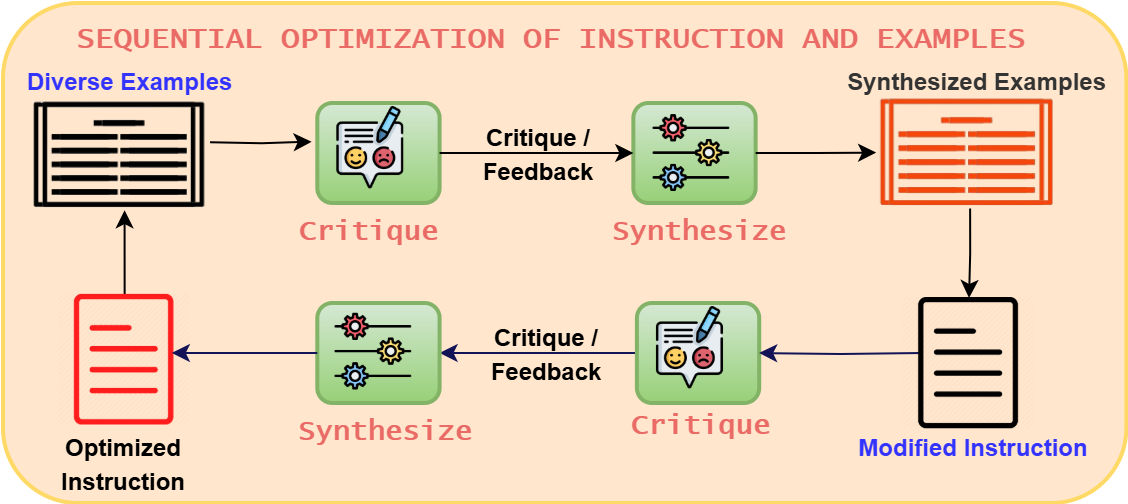 SEQUENTIAL OPTIMIZATION OF INSTRUCTION AND EXAMPLES
Diverse Examples
Synthesized Examples
Critique /
Feedback
Critique
Synthesize
Critique /
Feedback
Synthesize
Critique
Optimized
Instruction
Modified Instruction